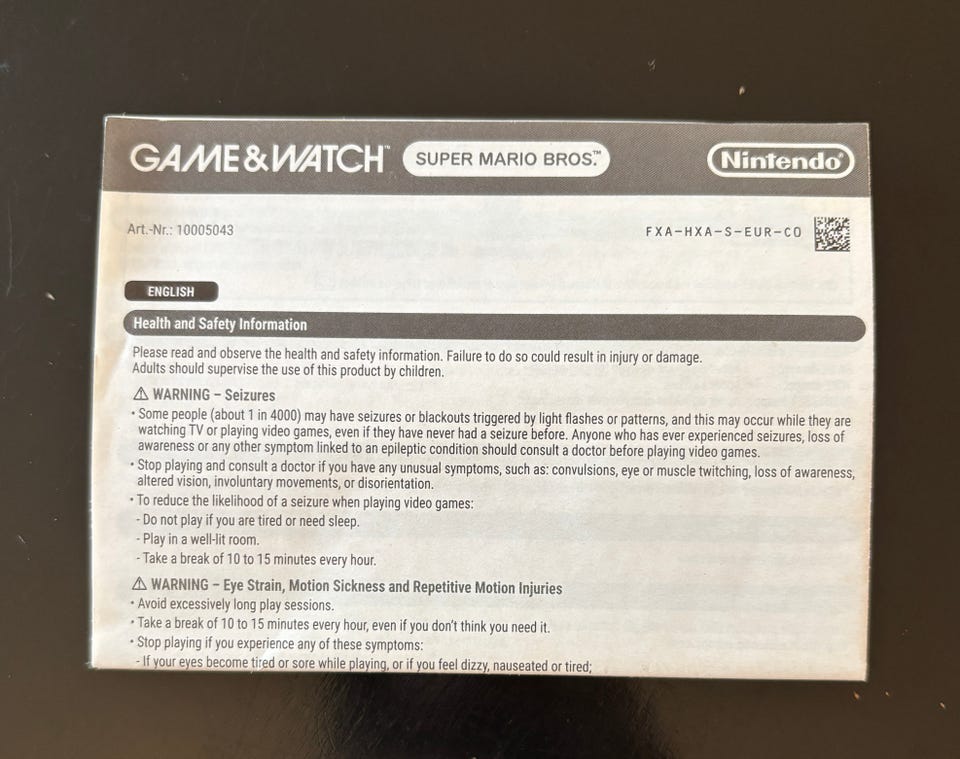 GAME & WATCH™ SUPER MARIO BROS.™ Nintendo®
Art.-Nr.: 10005043 FXA-HXA-S-EUR-C0
ENGLISH
Health and Safety Information
Please read and observe the health and safety information. Failure to do so could result in injury or damage.
Adults should supervise the use of this product by children.
⚠ WARNING – Seizures
• Some people (about 1 in 4000) may have seizures or blackouts triggered by light flashes or patterns, and this may occur while they are
watching TV or playing video games, even if they have never had a seizure before. Anyone who has ever experienced seizures, loss of
awareness or any other symptom linked to an epileptic condition should consult a doctor before playing video games.
• Stop playing and consult a doctor if you have any unusual symptoms, such as: convulsions, eye or muscle twitching, loss of awareness,
altered vision, involuntary movements, or disorientation.
• To reduce the likelihood of a seizure when playing video games:
- Do not play if you are tired or need sleep.
- Play in a well-lit room.
- Take a break of 10 to 15 minutes every hour.
⚠ WARNING – Eye Strain, Motion Sickness and Repetitive Motion Injuries
• Avoid excessively long play sessions.
• Take a break of 10 to 15 minutes every hour, even if you don't think you need it.
• Stop playing if you experience any of these symptoms:
- If your eyes become tired or sore while playing, or if you feel dizzy, nauseated or tired;